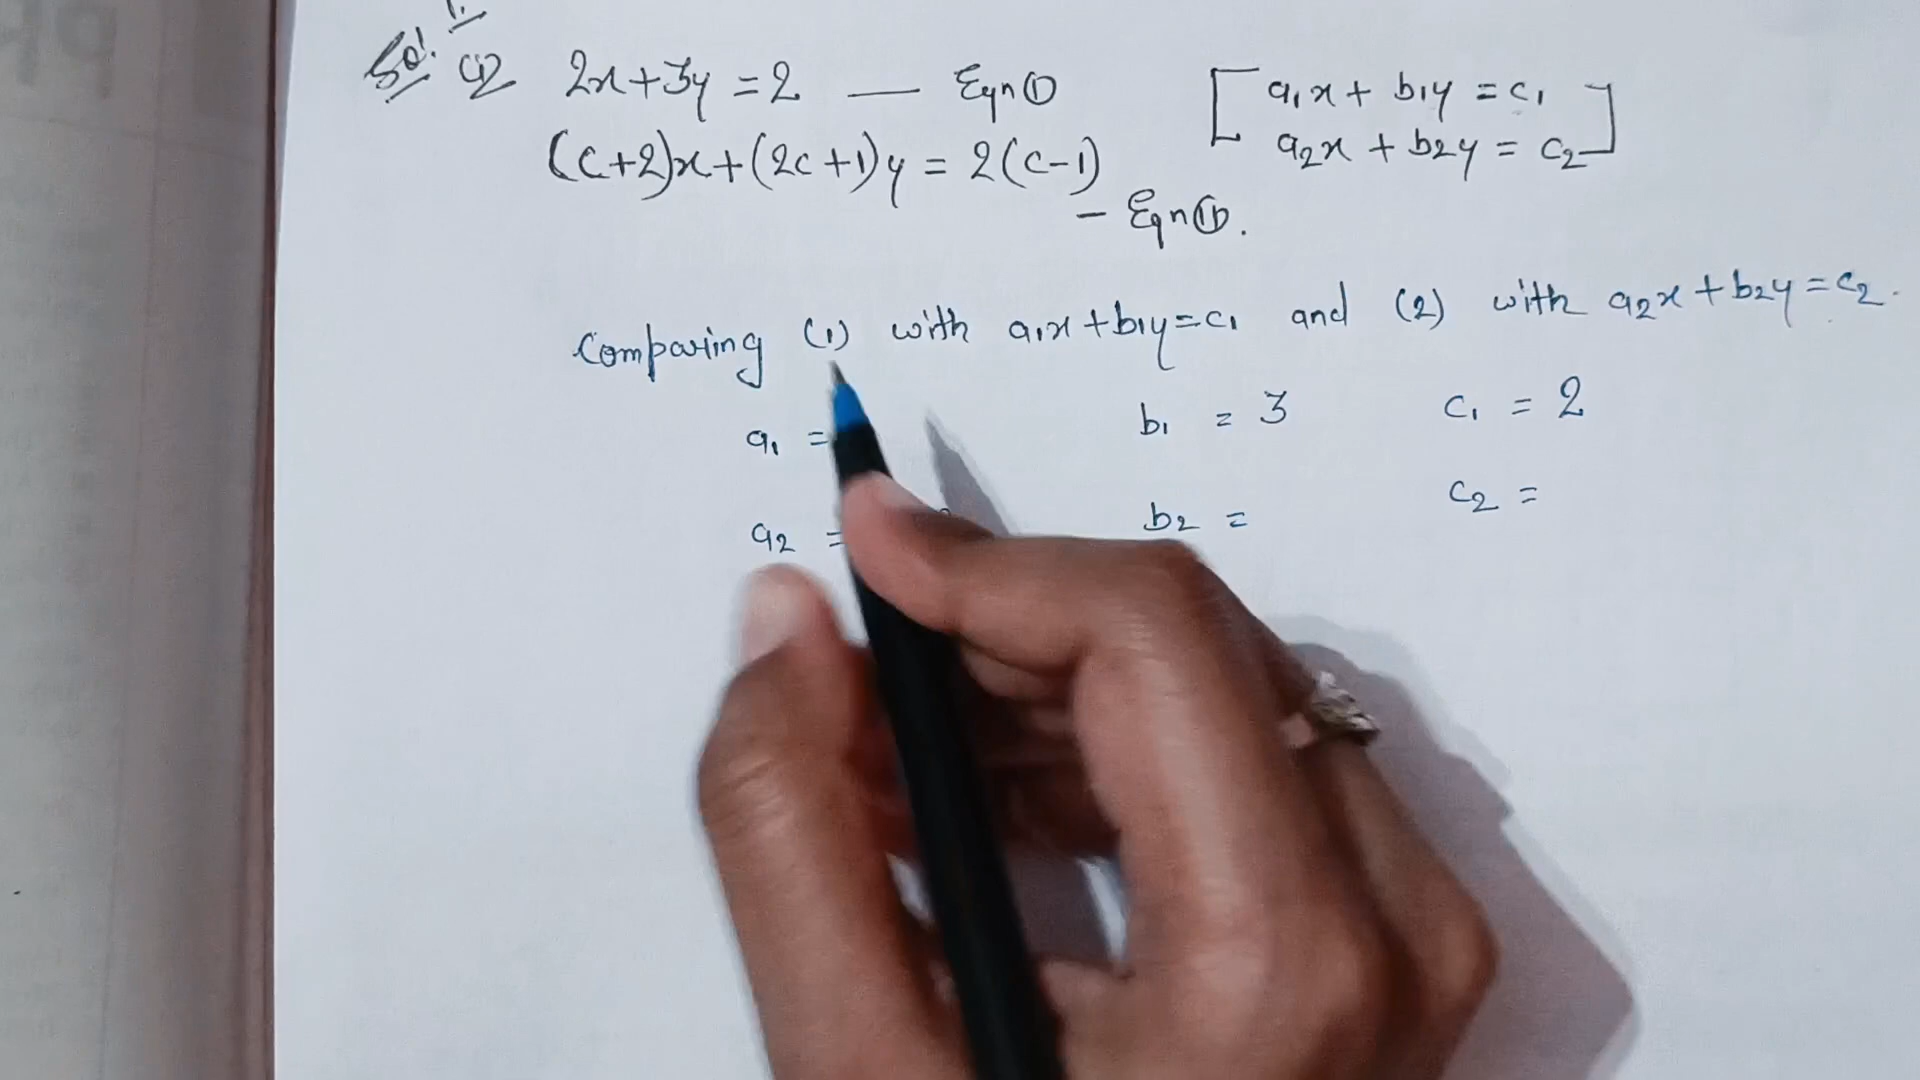 1.
Sol. (i) 2x+3y = 2 — Eqn ① [ a₁x + b₁y = c₁
(c+2)x+(2c+1)y = 2(c-1) a₂x + b₂y = c₂ ]
— Eqn ⑪.
Comparing (1) with a₁x+b₁y=c₁ and (2) with a₂x+b₂y=c₂.
a₁ = b₁ = 3 c₁ = 2
a₂ = b₂ = c₂ =